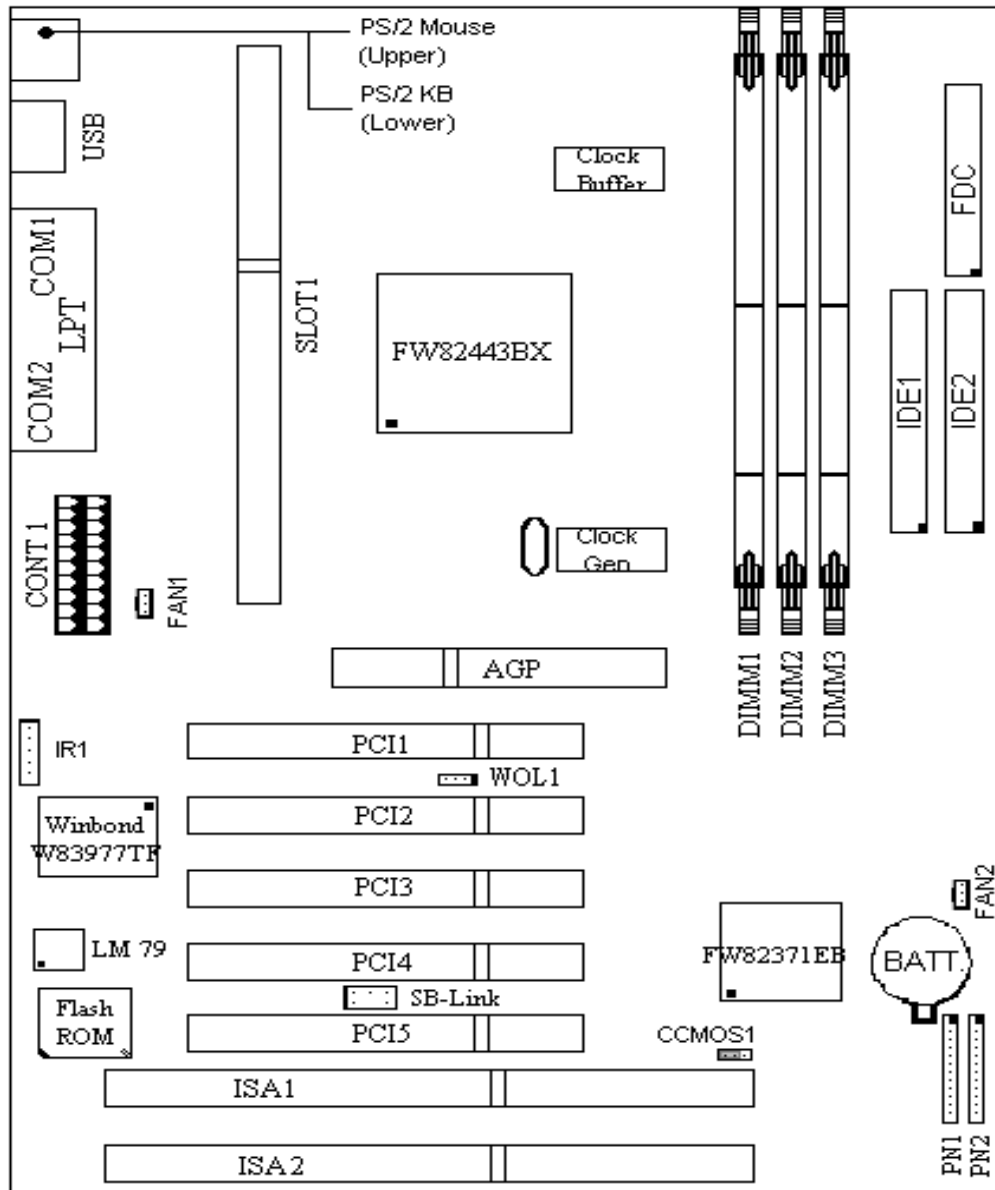 PS/2 Mouse
(Upper)
PS/2 KB
(Lower)
USB
Clock
Buffer
FDC
COM1
COM2
LPT
SLOT1
FW82443BX
IDE1
IDE2
CONT 1
FAN1
Clock
Gen
AGP
DIMM1
DIMM2
DIMM3
IR1
PCI1
WOL1
Winbond
W83977TF
PCI2
PCI3
FAN2
LM 79
PCI4
FW82371EB
BATT.
SB-Link
Flash
ROM
PCI5
CCMOS1
ISA1
PN1
PN2
ISA2